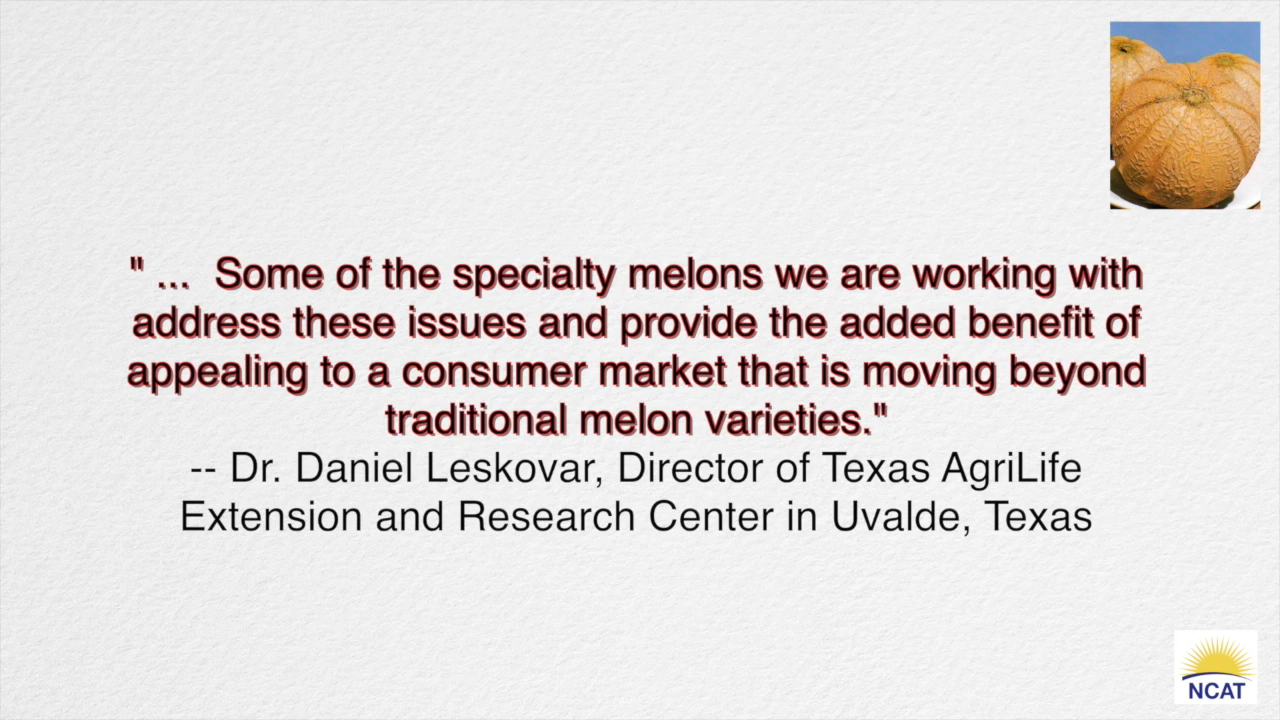 " ... Some of the specialty melons we are working with
address these issues and provide the added benefit of
appealing to a consumer market that is moving beyond
traditional melon varieties."
-- Dr. Daniel Leskovar, Director of Texas AgriLife
Extension and Research Center in Uvalde, Texas
NCAT